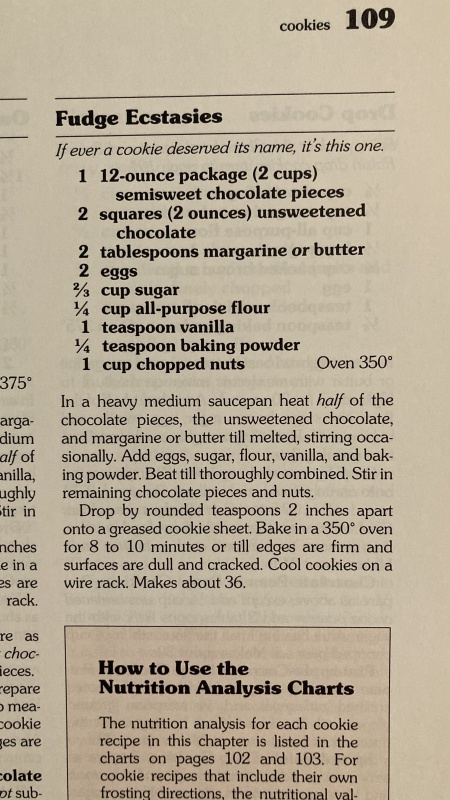 cookies 109
Fudge Ecstasies
If ever a cookie deserved its name, it's this one.
1 12-ounce package (2 cups)
semisweet chocolate pieces
2 squares (2 ounces) unsweetened
chocolate
2 tablespoons margarine or butter
2 eggs
⅔ cup sugar
¼ cup all-purpose flour
1 teaspoon vanilla
¼ teaspoon baking powder
1 cup chopped nuts Oven 350°
In a heavy medium saucepan heat half of the
chocolate pieces, the unsweetened chocolate,
and margarine or butter till melted, stirring occa-
sionally. Add eggs, sugar, flour, vanilla, and bak-
ing powder. Beat till thoroughly combined. Stir in
remaining chocolate pieces and nuts.
Drop by rounded teaspoons 2 inches apart
onto a greased cookie sheet. Bake in a 350° oven
for 8 to 10 minutes or till edges are firm and
surfaces are dull and cracked. Cool cookies on a
wire rack. Makes about 36.
How to Use the
Nutrition Analysis Charts
The nutrition analysis for each cookie
recipe in this chapter is listed in the
charts on pages 102 and 103. For
cookie recipes that include their own
frosting directions, the nutritional val-
375°
arga-
dium
alf of
anilla,
ughly
Stir in
nches
e in a
es are
rack.
re as
choc-
ieces.
repare
o mea-
cookie
ges are
colate
pt sub-